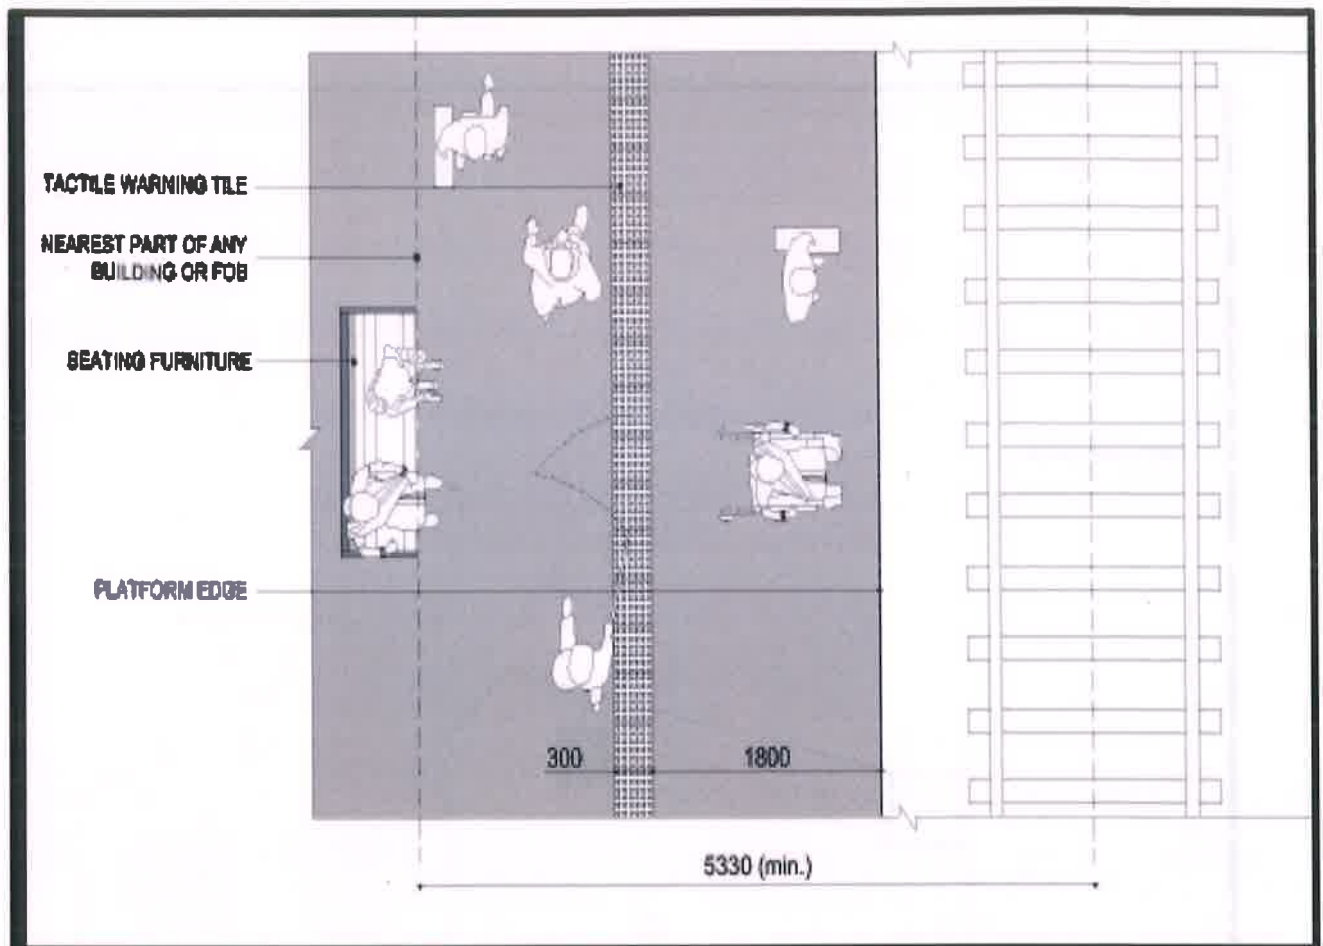 TACTILE WARNING TILE
NEAREST PART OF ANY
BUILDING OR FOB
SEATING FURNITURE
PLATFORM EDGE
300
1800
5330 (min.)